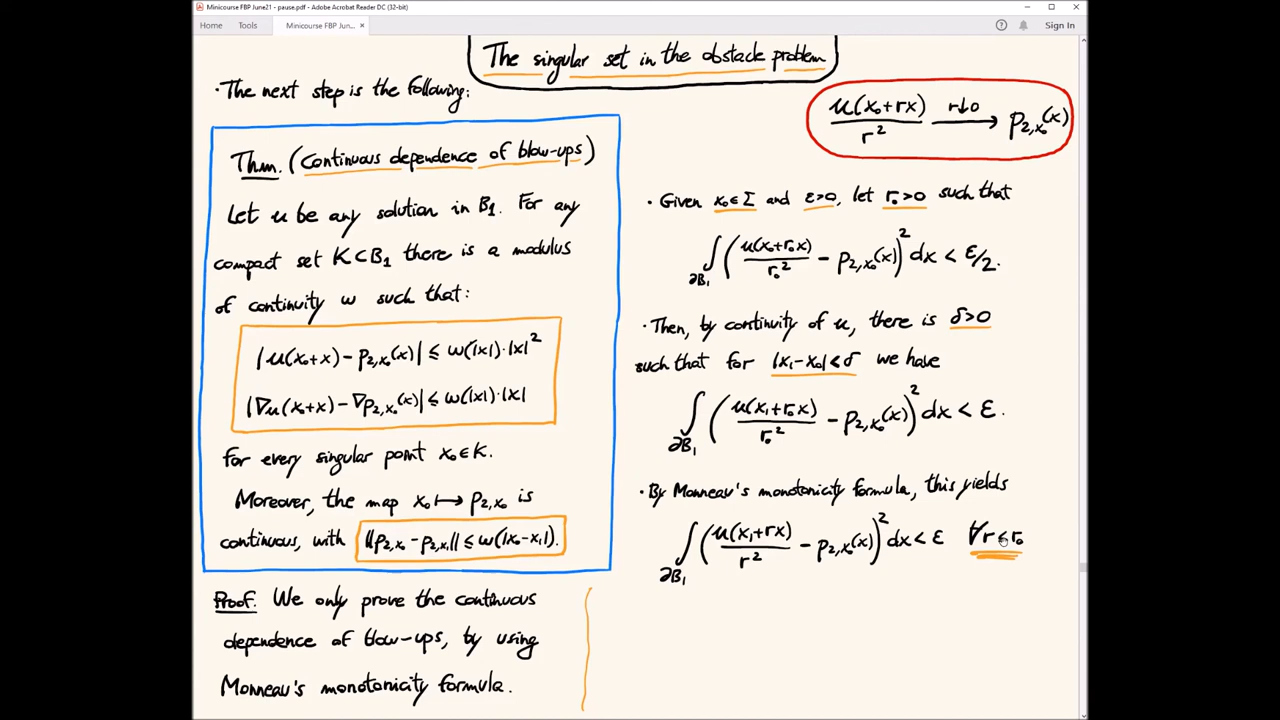 Minicourse FBP June21 - pause.pdf - Adobe Acrobat Reader DC (32-bit)
Home Tools Minicourse FBP Jun... × Sign In
The singular set in the obstacle problem
· The next step is the following:
Thm. (Continuous dependence of blow-ups)
Let u be any solution in B₁. For any
compact set K⊂B₁ there is a modulus
of continuity ω such that:
|u(x₀+x) − p₂,ₓ₀(x)| ≤ ω(|x|)·|x|²
|∇u(x₀+x) − ∇p₂,ₓ₀(x)| ≤ ω(|x|)·|x|
for every singular point x₀∈K.
Moreover, the map x₀ ↦ p₂,ₓ₀ is
continuous, with ‖p₂,ₓ₀ − p₂,ₓ₁‖ ≤ ω(|x₀−x₁|).
Proof. We only prove the continuous
dependence of blow-ups, by using
Monneau's monotonicity formula.
u(x₀+rx)/r² → (r↓0) p₂,ₓ₀(x)
· Given x₀∈Σ and ε>0, let r₀>0 such that
∫_∂B₁ (u(x₀+r₀x)/r₀² − p₂,ₓ₀(x))² dx < ε/2.
· Then, by continuity of u, there is δ>0
such that for |x₁−x₀|<δ we have
∫_∂B₁ (u(x₁+r₀x)/r₀² − p₂,ₓ₀(x))² dx < ε.
· By Monneau's monotonicity formula, this yields
∫_∂B₁ (u(x₁+rx)/r² − p₂,ₓ₀(x))² dx < ε ∀r≤r₀